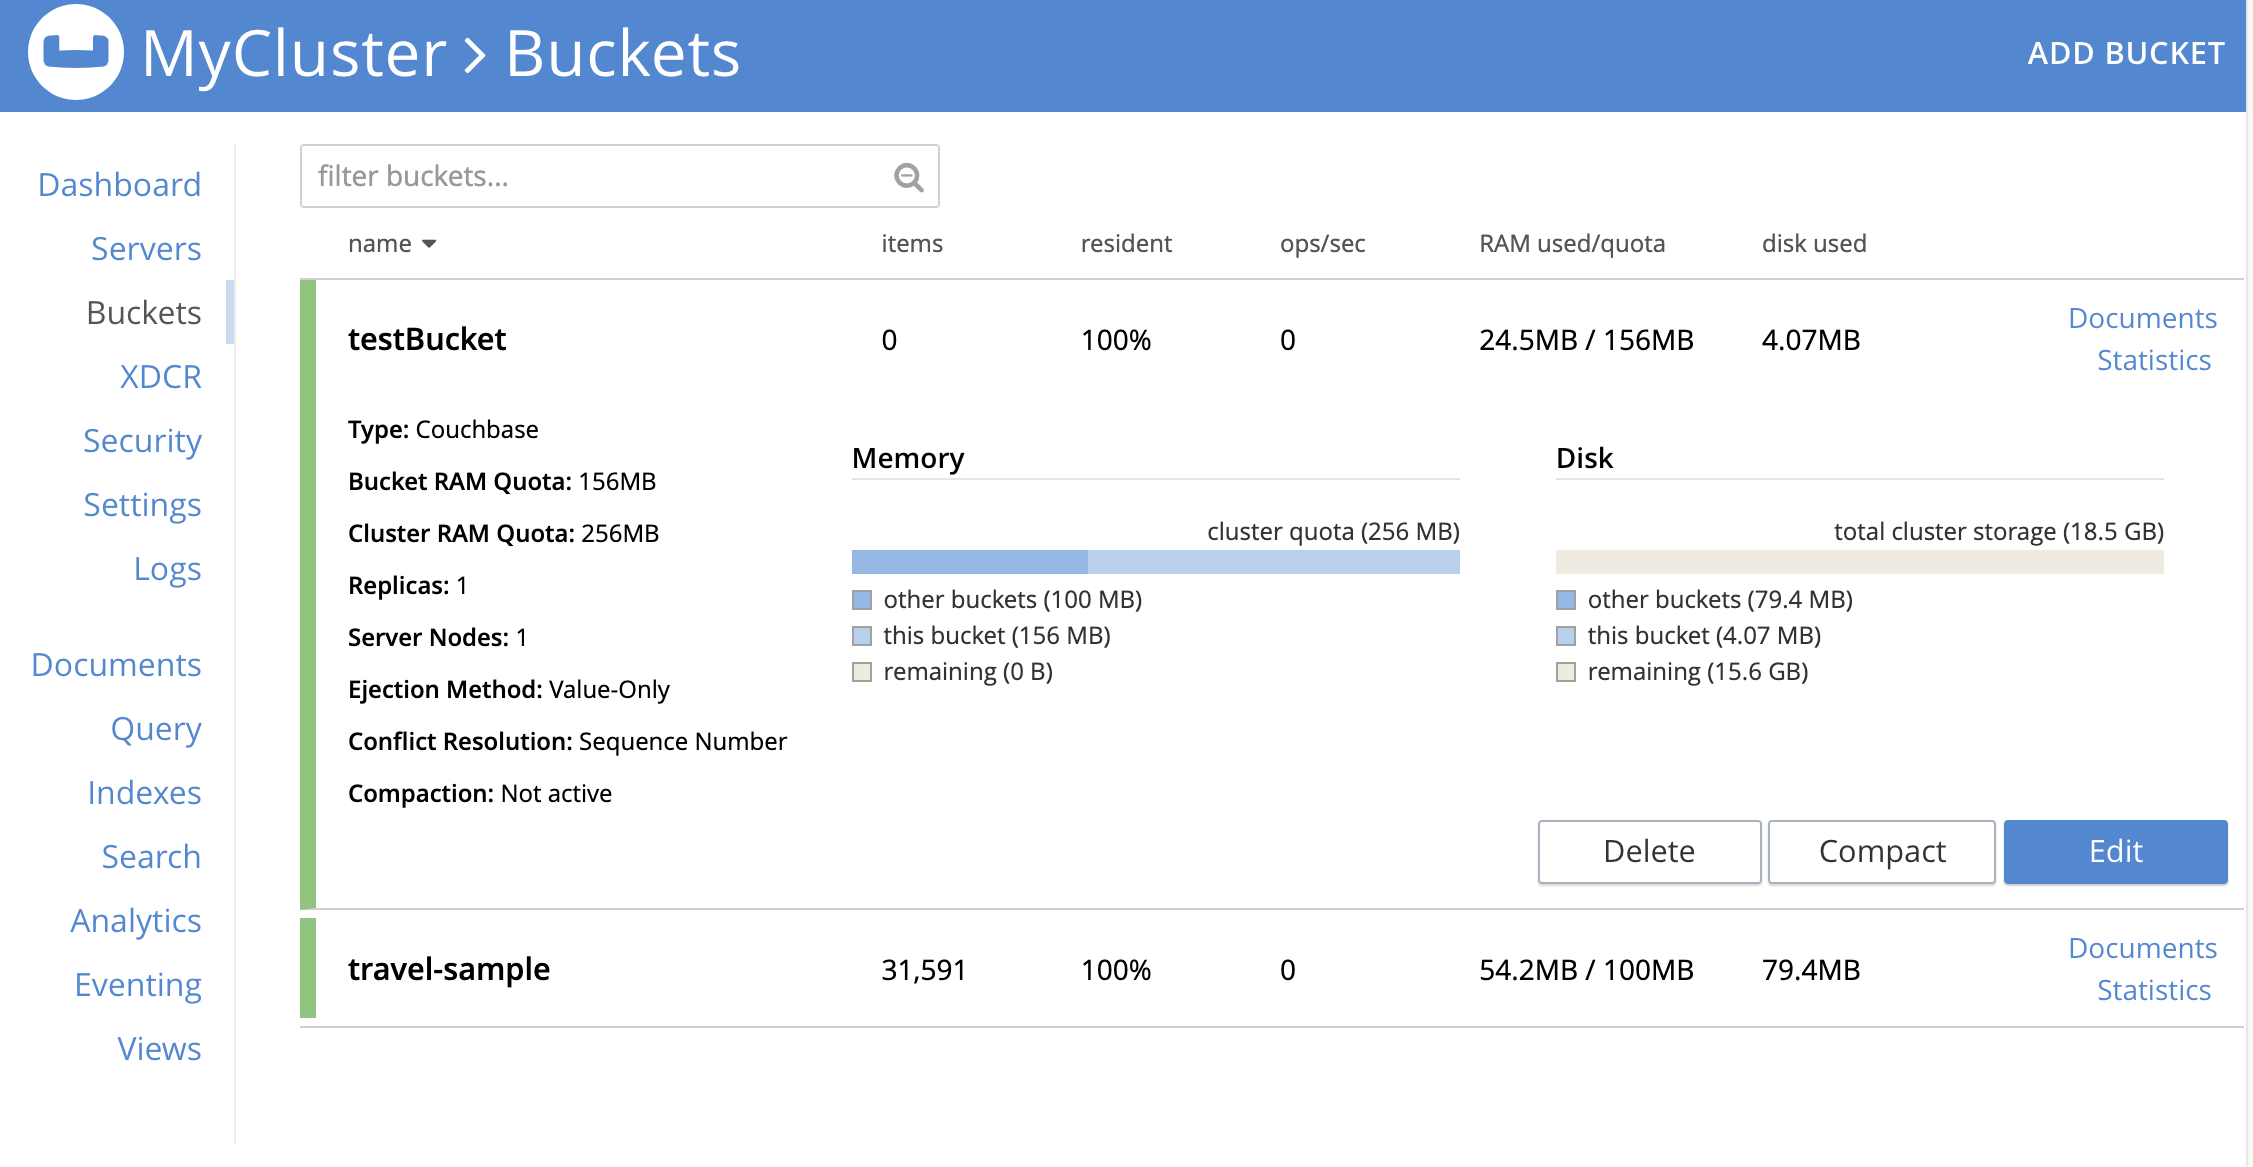 MyCluster > Buckets
ADD BUCKET
Dashboard
Servers
Buckets
XDCR
Security
Settings
Logs
Documents
Query
Indexes
Search
Analytics
Eventing
Views
filter buckets...
name items resident ops/sec RAM used/quota disk used
testBucket 0 100% 0 24.5MB / 156MB 4.07MB
Documents
Statistics
Type: Couchbase
Bucket RAM Quota: 156MB
Cluster RAM Quota: 256MB
Replicas: 1
Server Nodes: 1
Ejection Method: Value-Only
Conflict Resolution: Sequence Number
Compaction: Not active
Memory
cluster quota (256 MB)
other buckets (100 MB)
this bucket (156 MB)
remaining (0 B)
Disk
total cluster storage (18.5 GB)
other buckets (79.4 MB)
this bucket (4.07 MB)
remaining (15.6 GB)
Delete
Compact
Edit
travel-sample 31,591 100% 0 54.2MB / 100MB 79.4MB
Documents
Statistics